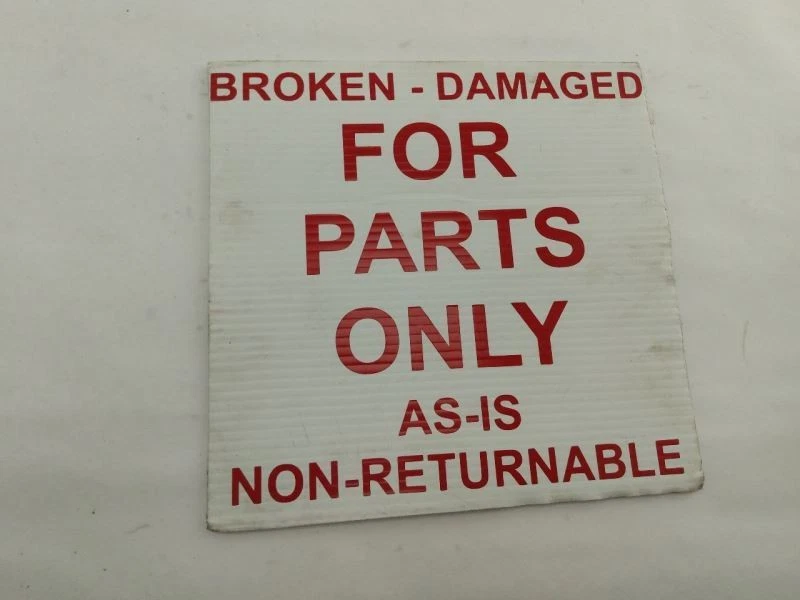 BROKEN - DAMAGED
FOR
PARTS
ONLY
AS-IS
NON-RETURNABLE